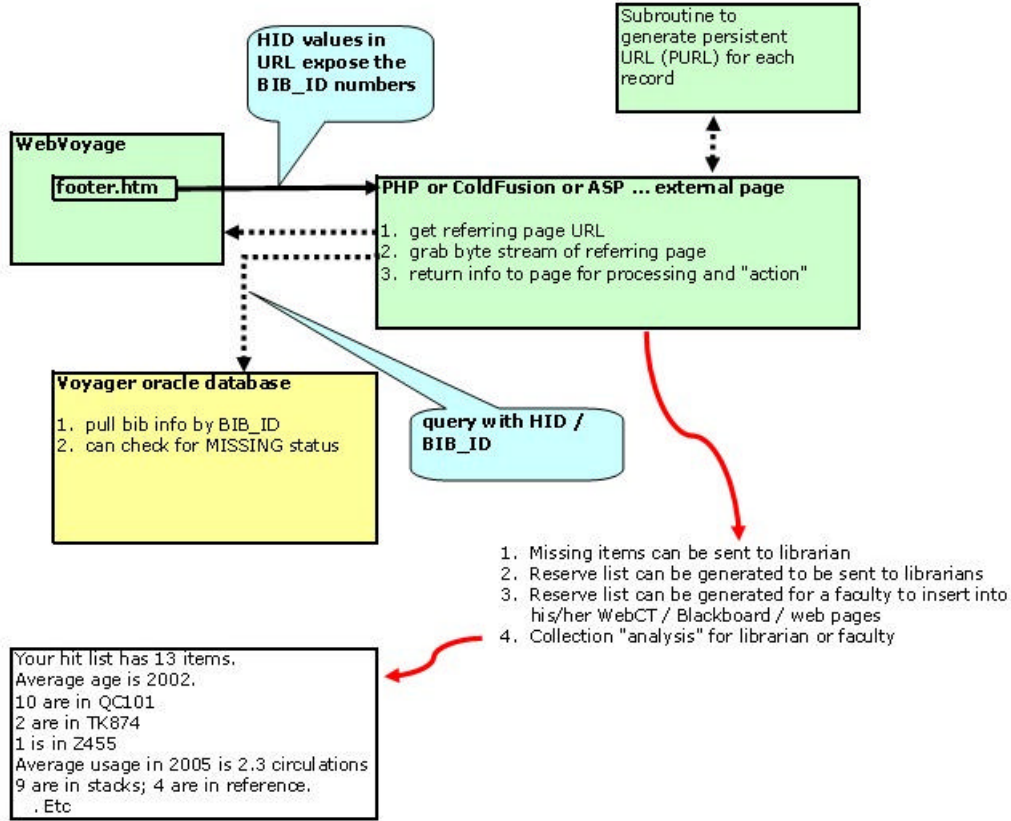 HID values in
URL expose the
BIB_ID numbers
Subroutine to
generate persistent
URL (PURL) for each
record
WebVoyage
footer.htm
PHP or ColdFusion or ASP ... external page
1. get referring page URL
2. grab byte stream of referring page
3. return info to page for processing and "action"
Voyager oracle database
1. pull bib info by BIB_ID
2. can check for MISSING status
query with HID /
BIB_ID
1. Missing items can be sent to librarian
2. Reserve list can be generated to be sent to librarians
3. Reserve list can be generated for a faculty to insert into
his/her WebCT / Blackboard / web pages
4. Collection "analysis" for librarian or faculty
Your hit list has 13 items.
Average age is 2002.
10 are in QC101
2 are in TK874
1 is in Z455
Average usage in 2005 is 2.3 circulations
9 are in stacks; 4 are in reference.
. Etc